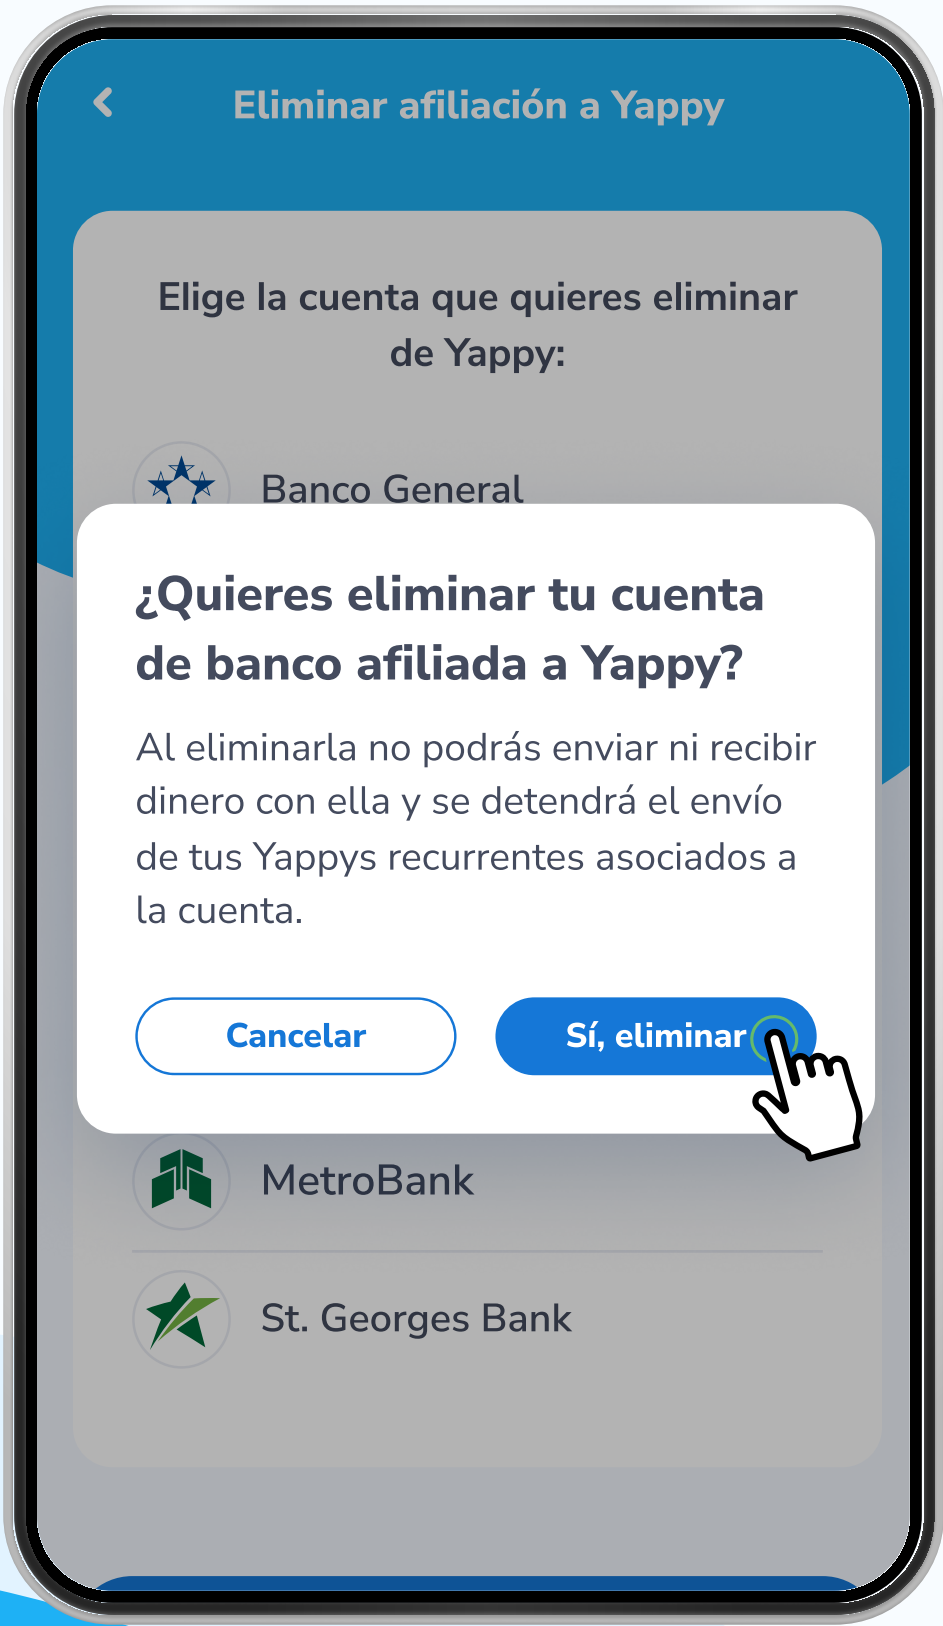 Eliminar afiliación a Yappy
Elige la cuenta que quieres eliminar
de Yappy:
Banco General
¿Quieres eliminar tu cuenta
de banco afiliada a Yappy?
Al eliminarla no podrás enviar ni recibir
dinero con ella y se detendrá el envío
de tus Yappys recurrentes asociados a
la cuenta.
Cancelar
Sí, eliminar
MetroBank
St. Georges Bank